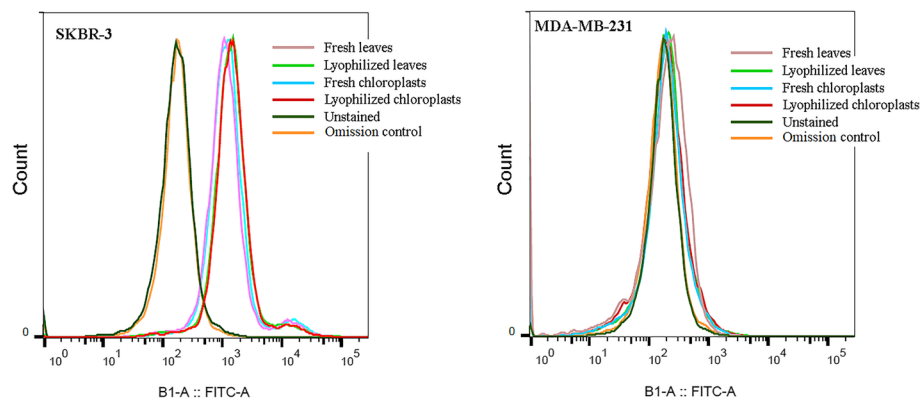 SKBR-3
Fresh leaves
Lyophilized leaves
Fresh chloroplasts
Lyophilized chloroplasts
Unstained
Omission control
Count
0
10^0 10^1 10^2 10^3 10^4 10^5
B1-A :: FITC-A
MDA-MB-231
Fresh leaves
Lyophilized leaves
Fresh chloroplasts
Lyophilized chloroplasts
Unstained
Omission control
Count
0
10^0 10^1 10^2 10^3 10^4 10^5
B1-A :: FITC-A